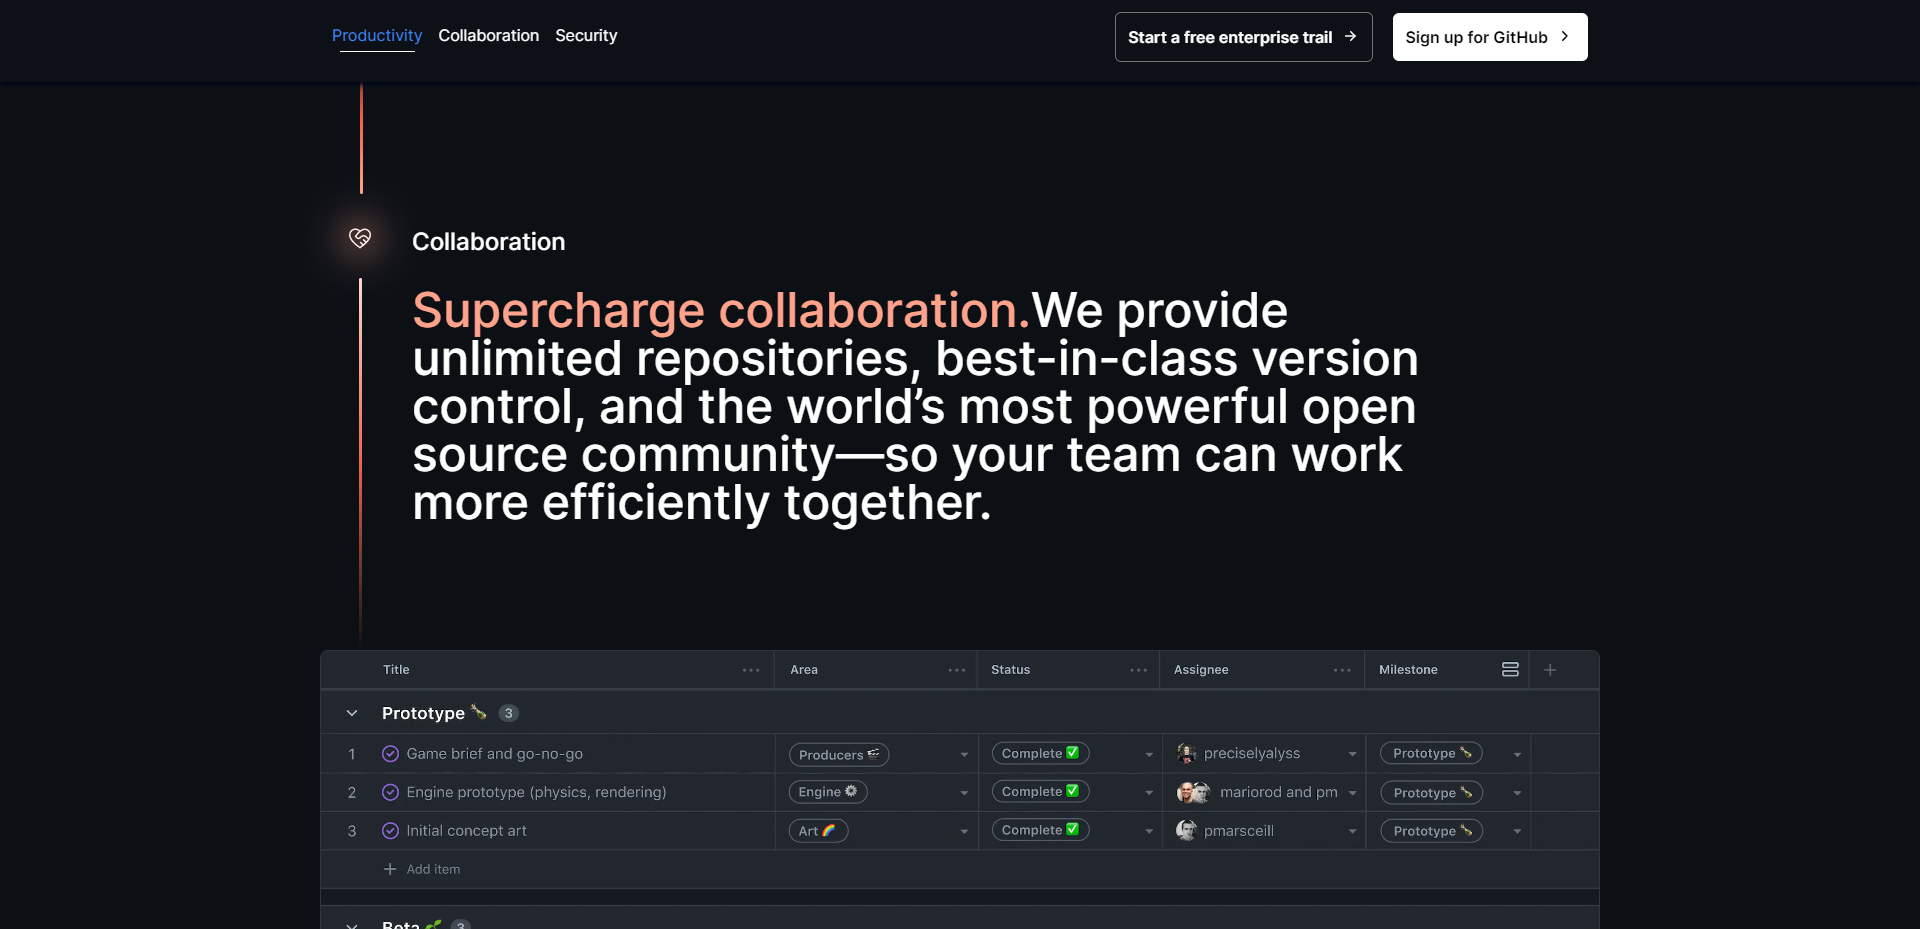 Productivity Collaboration Security Start a free enterprise trail → Sign up for GitHub >
Collaboration
Supercharge collaboration.We provide
unlimited repositories, best-in-class version
control, and the world’s most powerful open
source community—so your team can work
more efficiently together.
Title ... Area ... Status ... Assignee ... Milestone +
Prototype 🍾 3
1 Game brief and go-no-go Producers 🎬 Complete ✅ preciselyalyss Prototype 🍾
2 Engine prototype (physics, rendering) Engine ⚙️ Complete ✅ mariorod and pm Prototype 🍾
3 Initial concept art Art 🌈 Complete ✅ pmarsceill Prototype 🍾
+ Add item
Beta 🌱 3